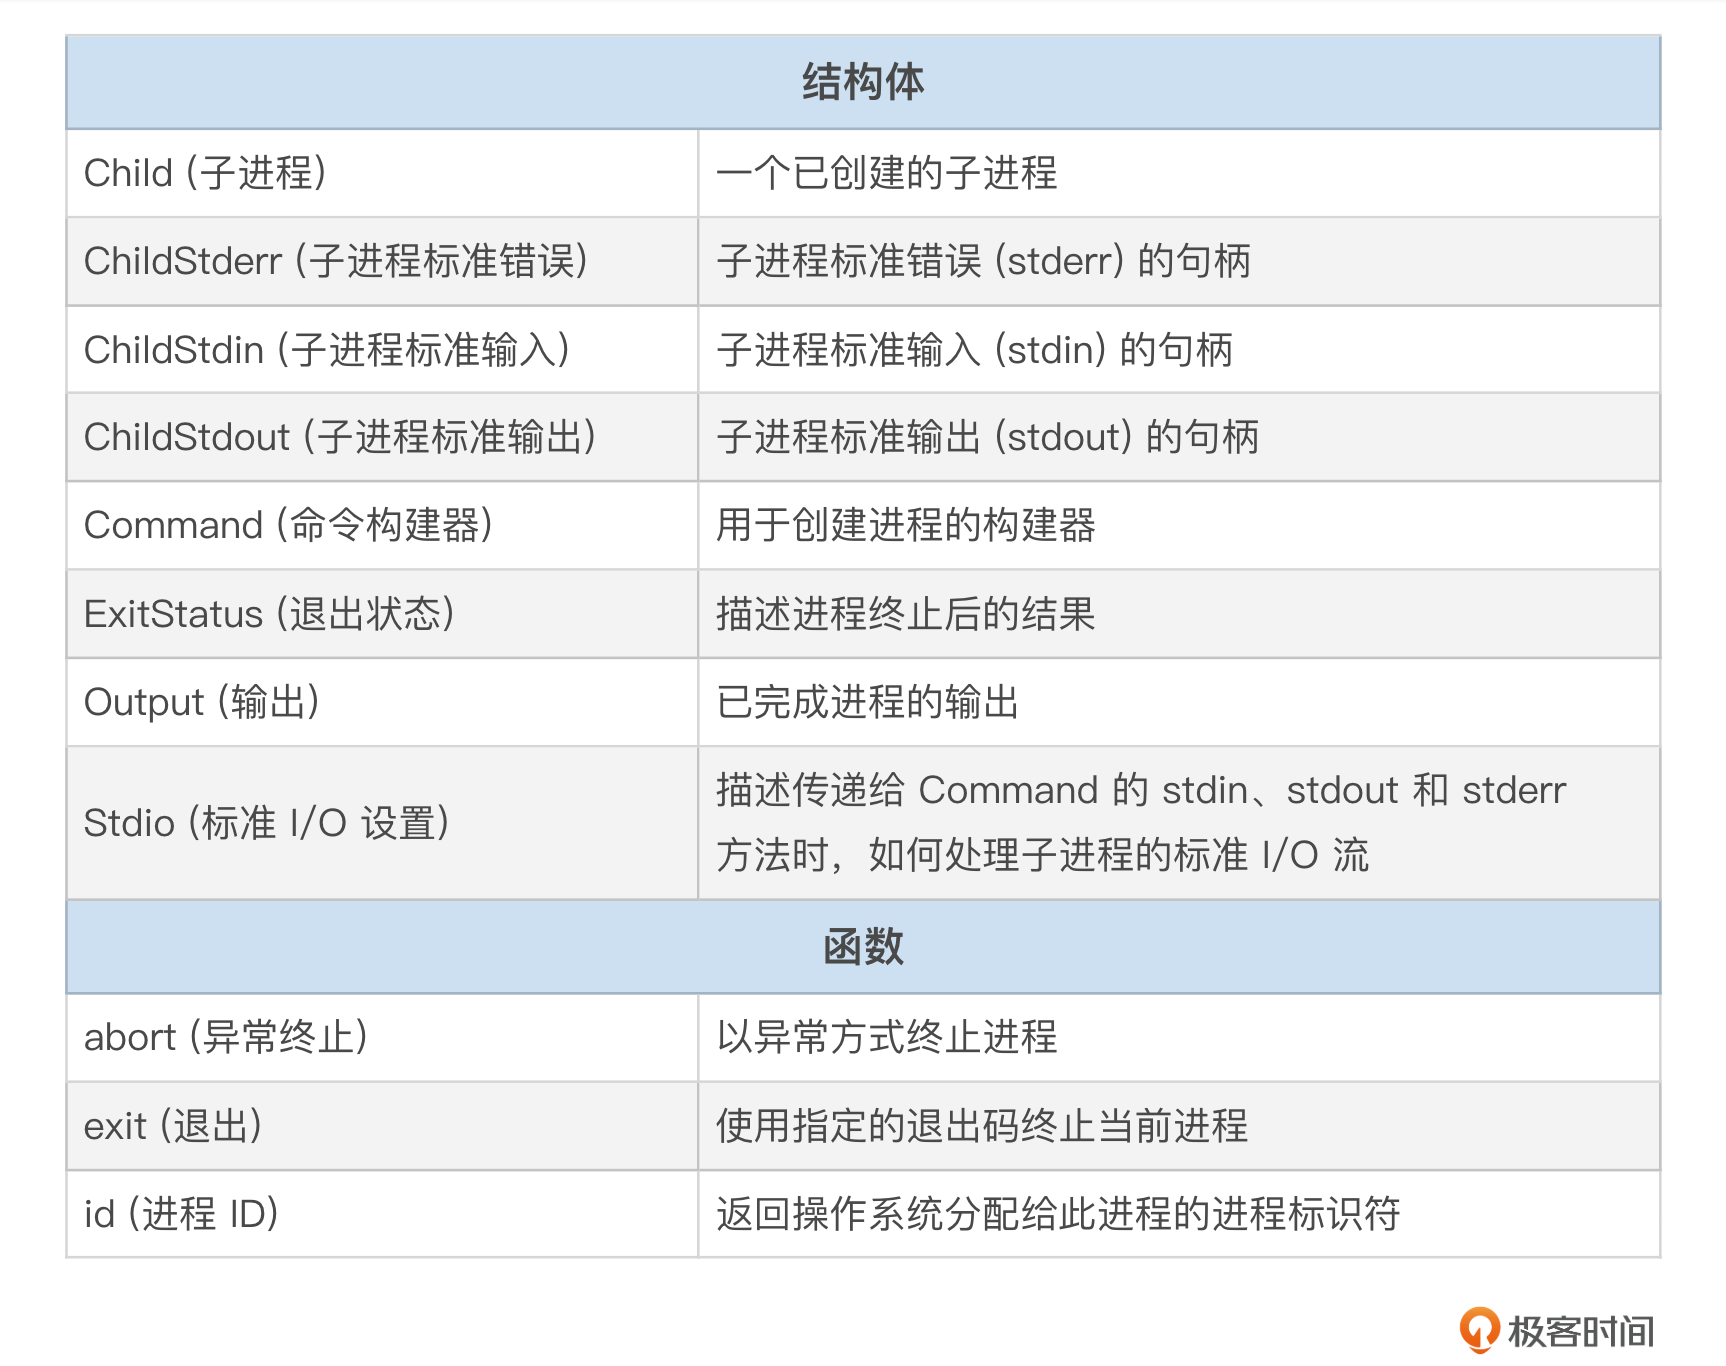 结构体
Child (子进程) 一个已创建的子进程
ChildStderr (子进程标准错误) 子进程标准错误 (stderr) 的句柄
ChildStdin (子进程标准输入) 子进程标准输入 (stdin) 的句柄
ChildStdout (子进程标准输出) 子进程标准输出 (stdout) 的句柄
Command (命令构建器) 用于创建进程的构建器
ExitStatus (退出状态) 描述进程终止后的结果
Output (输出) 已完成进程的输出
Stdio (标准 I/O 设置) 描述传递给 Command 的 stdin、stdout 和 stderr
方法时，如何处理子进程的标准 I/O 流
函数
abort (异常终止) 以异常方式终止进程
exit (退出) 使用指定的退出码终止当前进程
id (进程 ID) 返回操作系统分配给此进程的进程标识符
极客时间